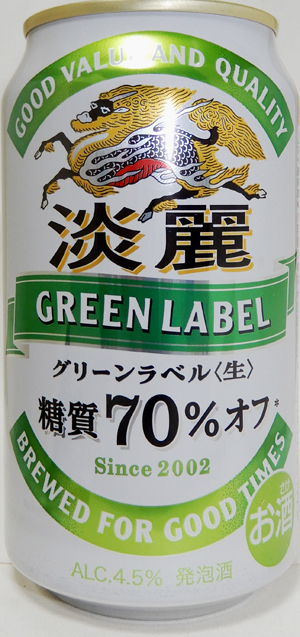 GOOD VALUE AND QUALITY
淡麗
GREEN LABEL
グリーンラベル〈生〉
糖質70%オフ*
Since 2002
BREWED FOR GOOD TIMES
お酒
ALC.4.5% 発泡酒